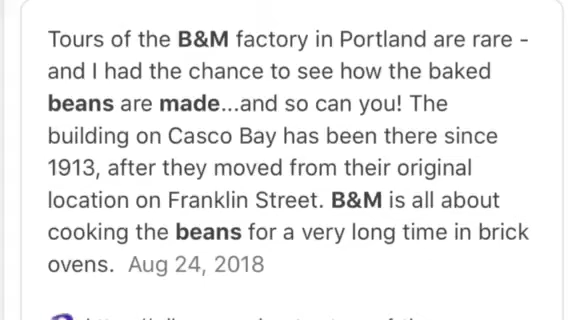 Tours of the B&M factory in Portland are rare -
and I had the chance to see how the baked
beans are made...and so can you! The
building on Casco Bay has been there since
1913, after they moved from their original
location on Franklin Street. B&M is all about
cooking the beans for a very long time in brick
ovens. Aug 24, 2018